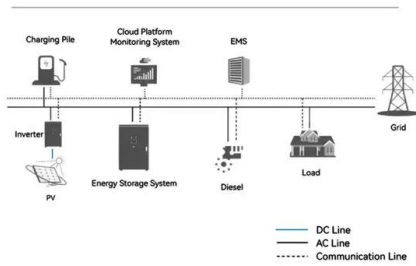 Charging Pile
Cloud Platform
Monitoring System
EMS
Grid
Inverter
PV
Energy Storage System
Diesel
Load
DC Line
AC Line
Communication Line